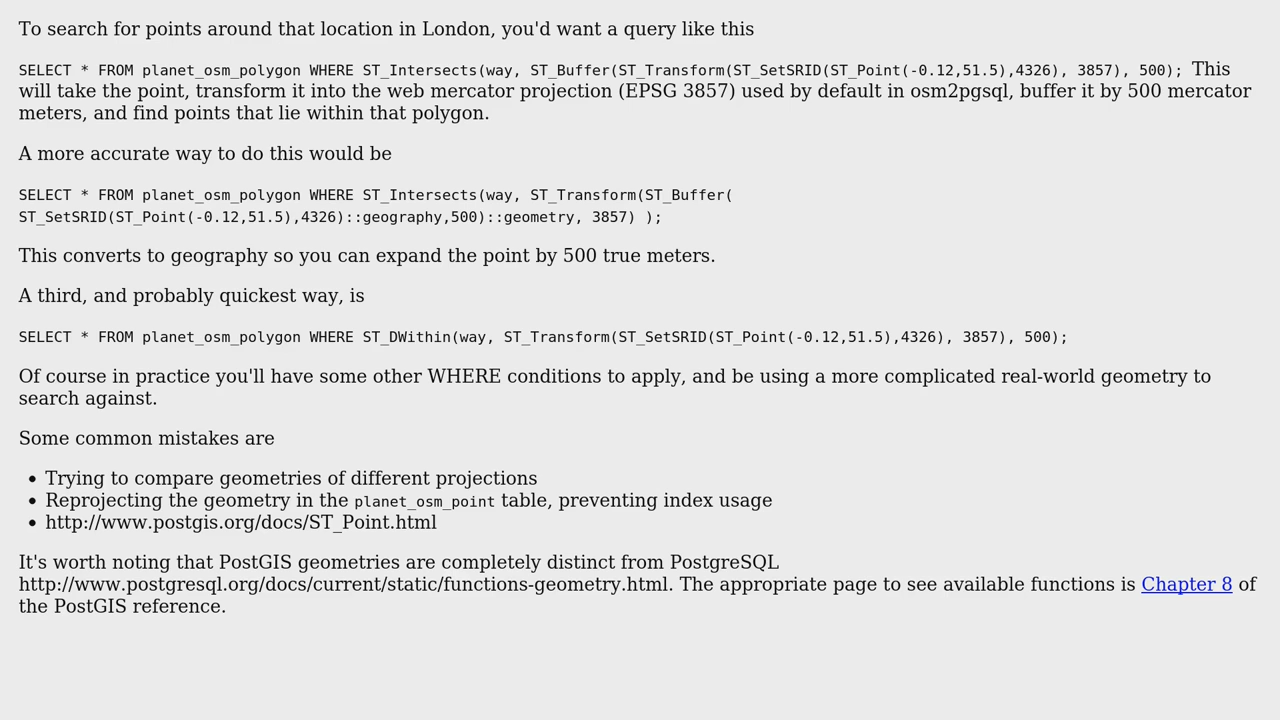 To search for points around that location in London, you'd want a query like this
SELECT * FROM planet_osm_polygon WHERE ST_Intersects(way, ST_Buffer(ST_Transform(ST_SetSRID(ST_Point(-0.12,51.5),4326), 3857), 500); This
will take the point, transform it into the web mercator projection (EPSG 3857) used by default in osm2pgsql, buffer it by 500 mercator
meters, and find points that lie within that polygon.
A more accurate way to do this would be
SELECT * FROM planet_osm_polygon WHERE ST_Intersects(way, ST_Transform(ST_Buffer(
ST_SetSRID(ST_Point(-0.12,51.5),4326)::geography,500)::geometry, 3857) );
This converts to geography so you can expand the point by 500 true meters.
A third, and probably quickest way, is
SELECT * FROM planet_osm_polygon WHERE ST_DWithin(way, ST_Transform(ST_SetSRID(ST_Point(-0.12,51.5),4326), 3857), 500);
Of course in practice you'll have some other WHERE conditions to apply, and be using a more complicated real-world geometry to
search against.
Some common mistakes are
• Trying to compare geometries of different projections
• Reprojecting the geometry in the planet_osm_point table, preventing index usage
• http://www.postgis.org/docs/ST_Point.html
It's worth noting that PostGIS geometries are completely distinct from PostgreSQL
http://www.postgresql.org/docs/current/static/functions-geometry.html. The appropriate page to see available functions is Chapter 8 of
the PostGIS reference.